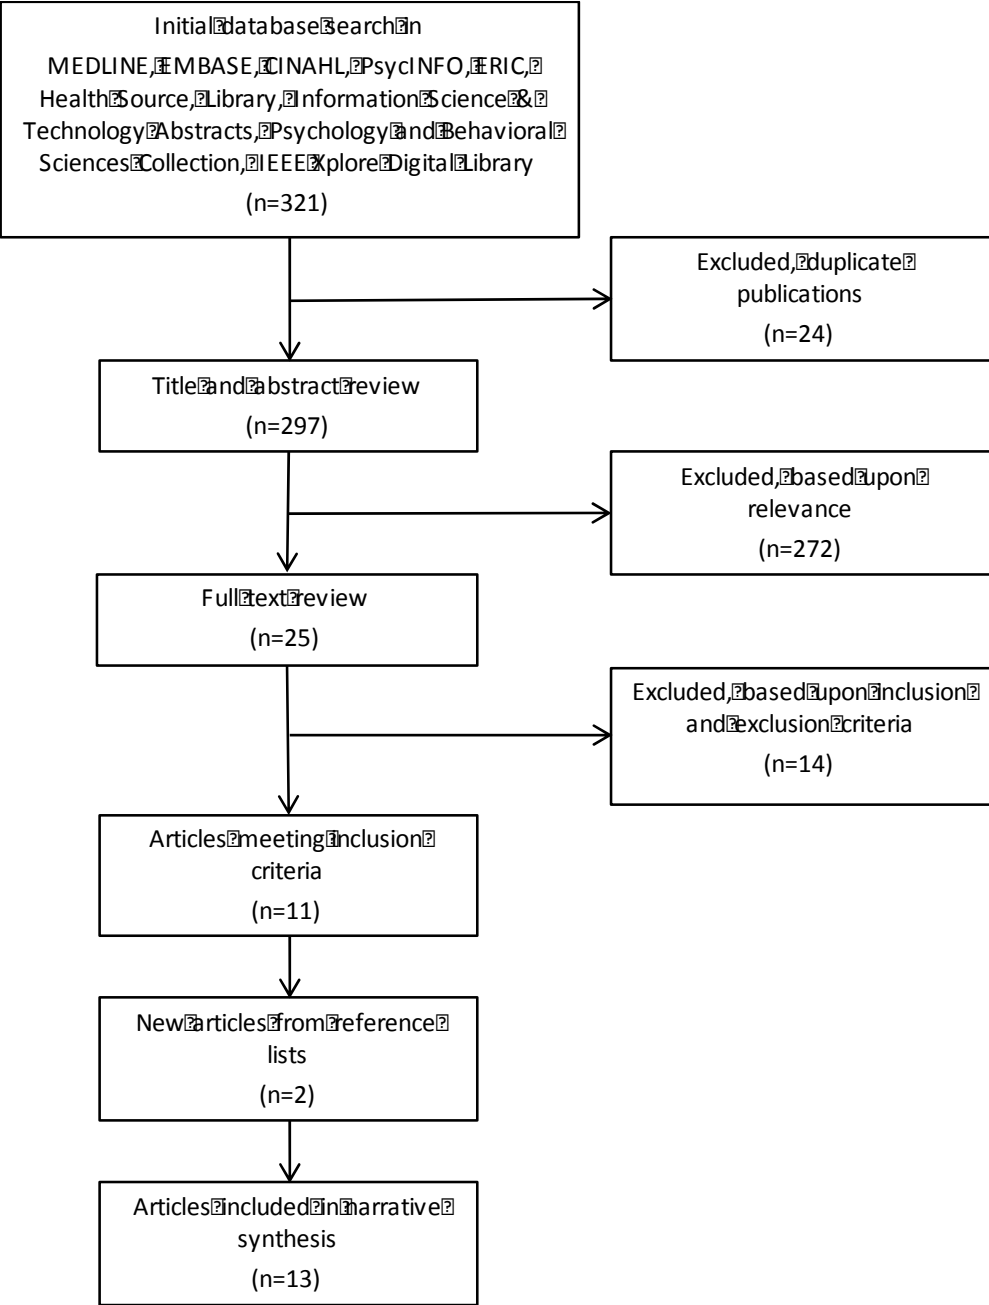 Initial database search in
MEDLINE, EMBASE, CINAHL, PsycINFO, ERIC,
Health Source, Library, Information Science &
Technology Abstracts, Psychology and Behavioral
Sciences Collection, IEEE Xplore Digital Library
(n=321)
Excluded, duplicate
publications
(n=24)
Title and abstract review
(n=297)
Excluded, based upon
relevance
(n=272)
Full text review
(n=25)
Excluded, based upon inclusion
and exclusion criteria
(n=14)
Articles meeting inclusion
criteria
(n=11)
New articles from reference
lists
(n=2)
Articles included in narrative
synthesis
(n=13)